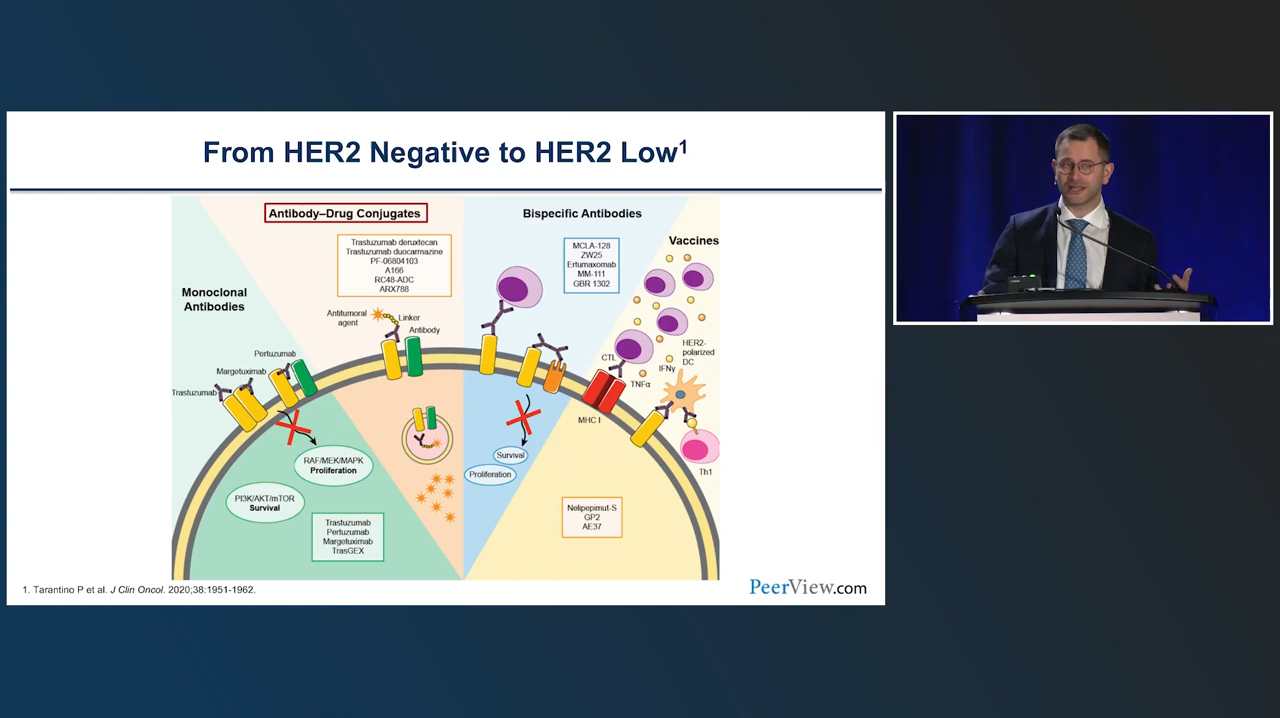 From HER2 Negative to HER2 Low¹
Antibody–Drug Conjugates
Bispecific Antibodies
Vaccines
Monoclonal
Antibodies
Trastuzumab deruxtecan
Trastuzumab duocarmazine
PF-06804103
A166
RC48-ADC
ARX788
MCLA-128
ZW25
Ertumaxomab
MM-111
GBR 1302
Antitumoral
agent
Linker
Antibody
Pertuzumab
Margetuximab
Trastuzumab
CTL
TNFα
IFNγ
HER2-
polarized
DC
MHC I
Th1
RAF/MEK/MAPK
Proliferation
PI3K/AKT/mTOR
Survival
Trastuzumab
Pertuzumab
Margetuximab
TrasGEX
Survival
Proliferation
Nelipepimut-S
GP2
AE37
1. Tarantino P et al. J Clin Oncol. 2020;38:1951-1962.
PeerView.com